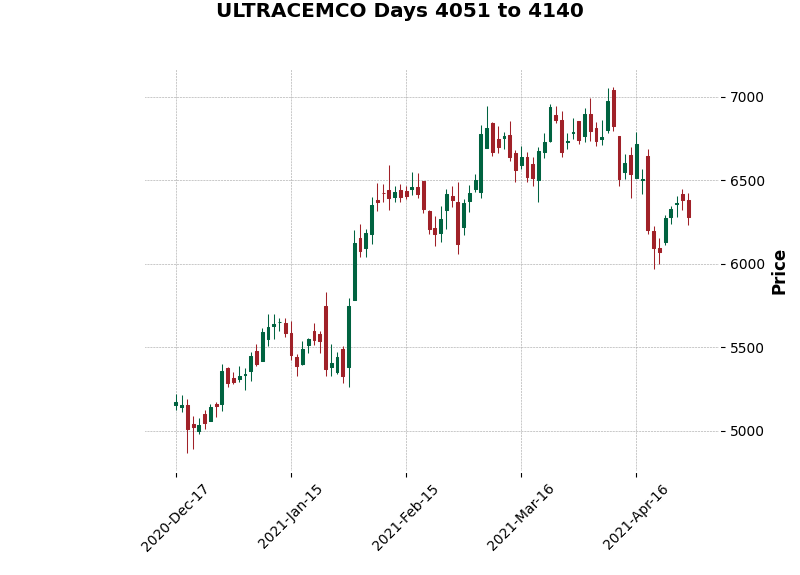 ULTRACEMCO Days 4051 to 4140
7000
6500
6000
5500
5000
Price
2020-Dec-17
2021-Jan-15
2021-Feb-15
2021-Mar-16
2021-Apr-16